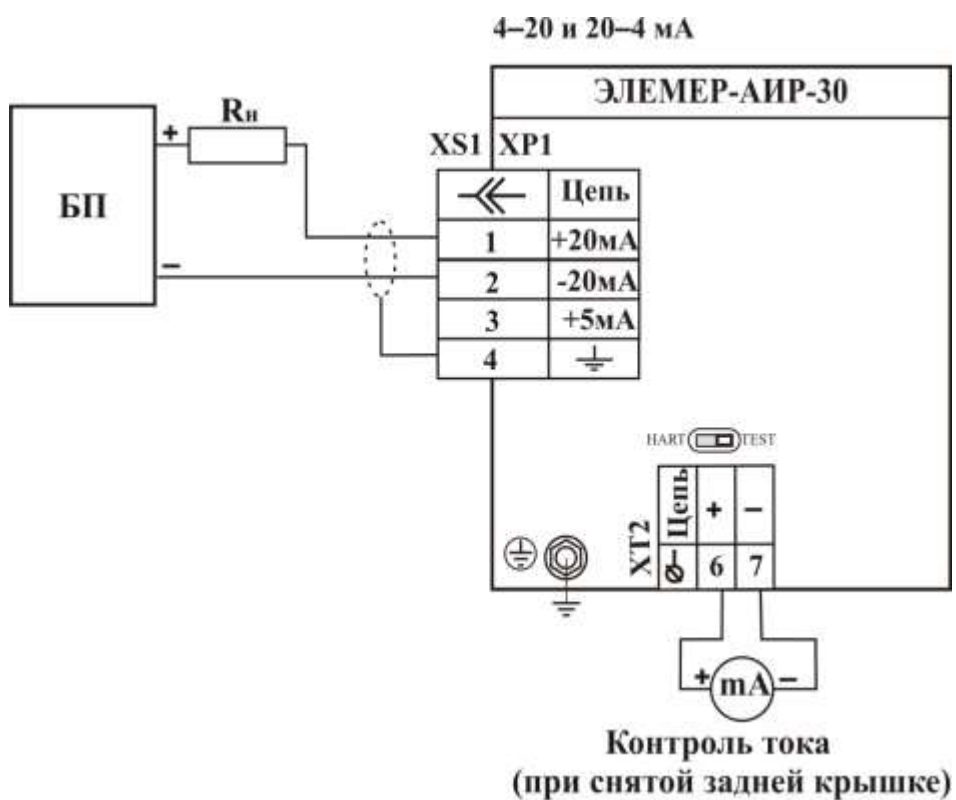 4–20 и 20–4 мА
ЭЛЕМЕР-АИР-30
Rн
XS1 XP1
+
БП
–
Цепь
1 +20мА
2 -20мА
3 +5мА
4
HART TEST
XT2
Цепь + –
6 7
+ mA –
Контроль тока
(при снятой задней крышке)